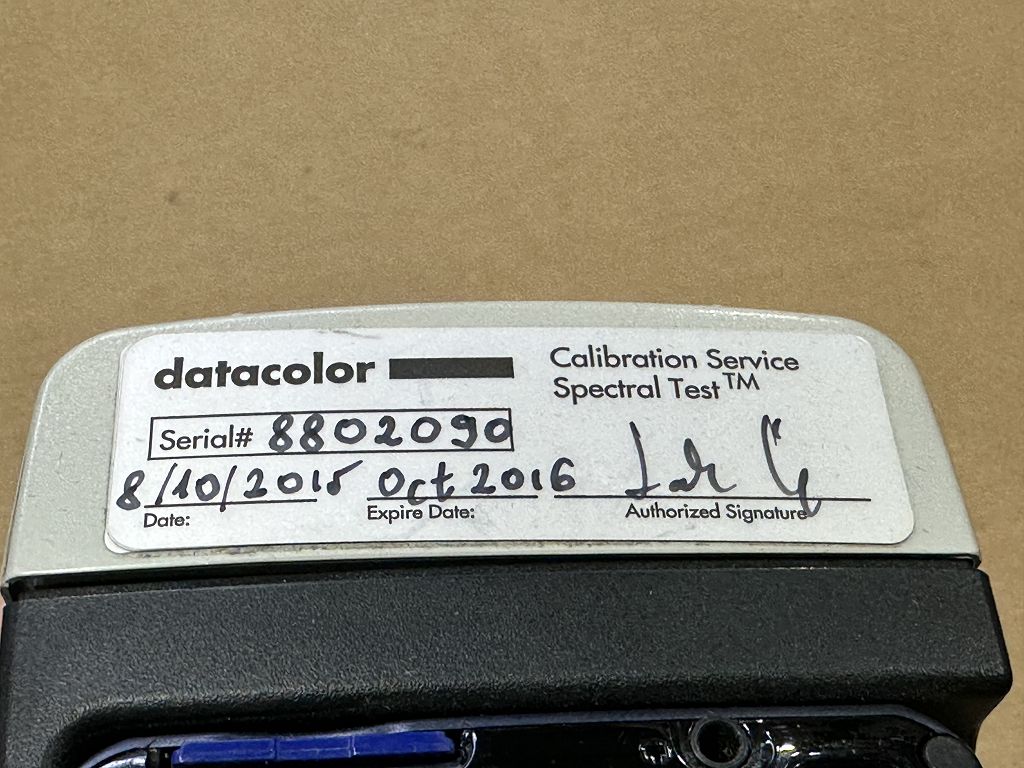 datacolor
Calibration Service
Spectral Test™
Serial# 8802090
8/10/2015 Oct 2016
Date: Expire Date: Authorized Signature